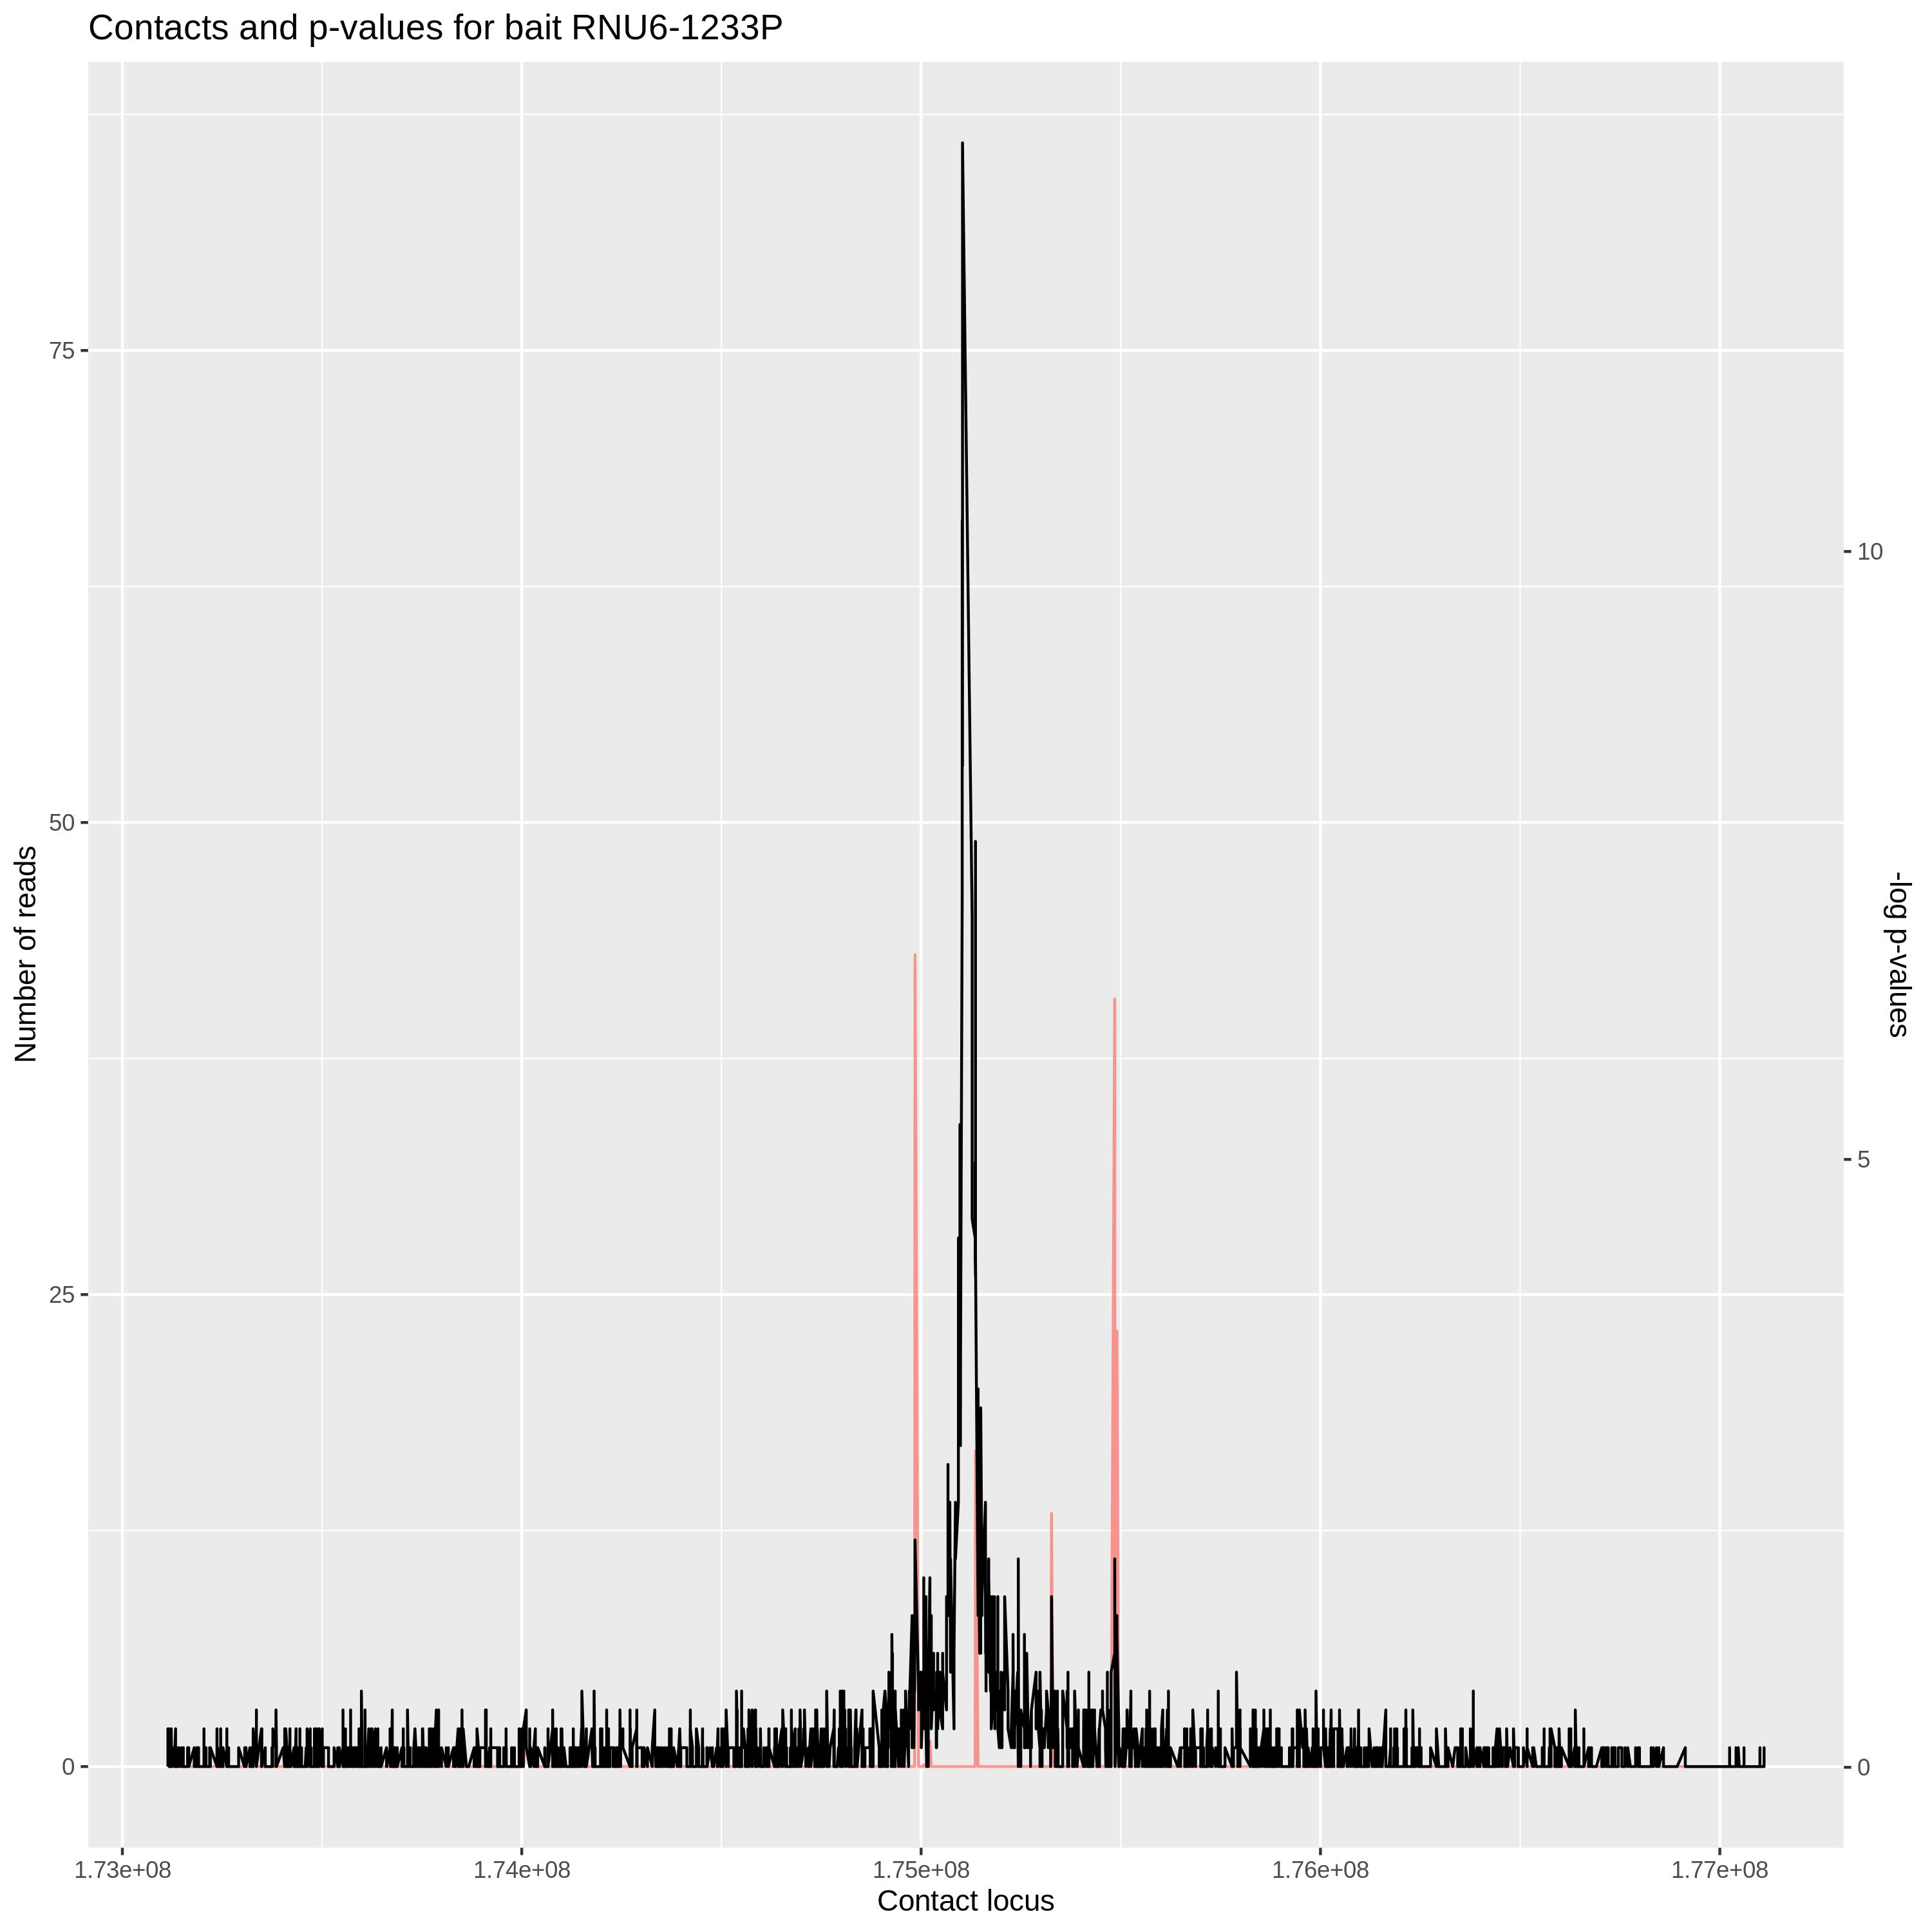 Contacts and p-values for bait RNU6-1233P
75
50
25
0
Number of reads
10
5
0
-log p-values
1.73e+08
1.74e+08
1.75e+08
1.76e+08
1.77e+08
Contact locus